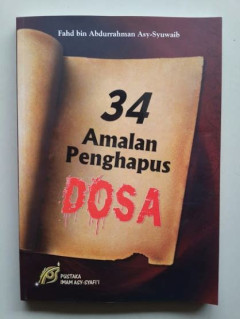 Fahd bin Abdurrahman Asy-Syuwaib
34
Amalan
Penghapus
DOSA
PUSTAKA
IMAM ASY-SYAFI'I